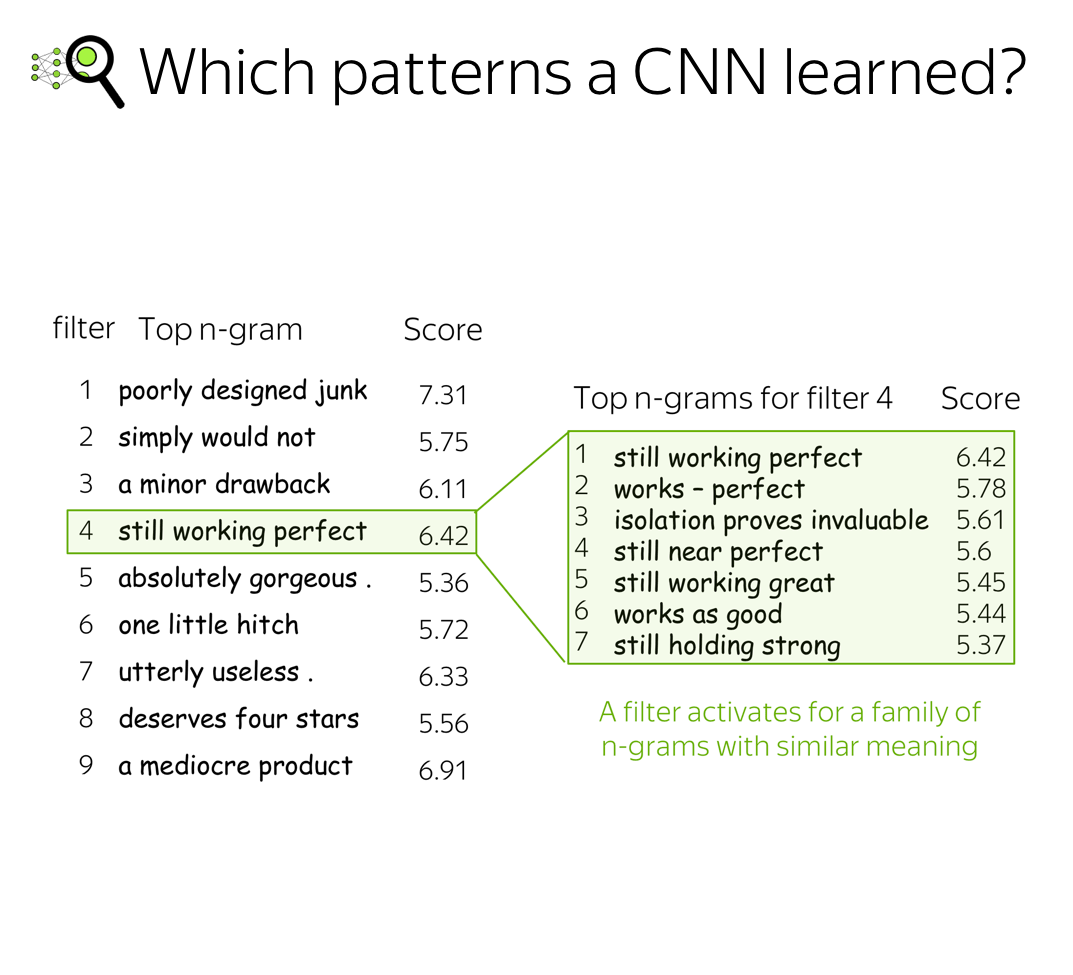 Which patterns a CNN learned?
filter Top n-gram Score
1 poorly designed junk 7.31
2 simply would not 5.75
3 a minor drawback 6.11
4 still working perfect 6.42
5 absolutely gorgeous . 5.36
6 one little hitch 5.72
7 utterly useless . 6.33
8 deserves four stars 5.56
9 a mediocre product 6.91
Top n-grams for filter 4 Score
1 still working perfect 6.42
2 works – perfect 5.78
3 isolation proves invaluable 5.61
4 still near perfect 5.6
5 still working great 5.45
6 works as good 5.44
7 still holding strong 5.37
A filter activates for a family of
n-grams with similar meaning